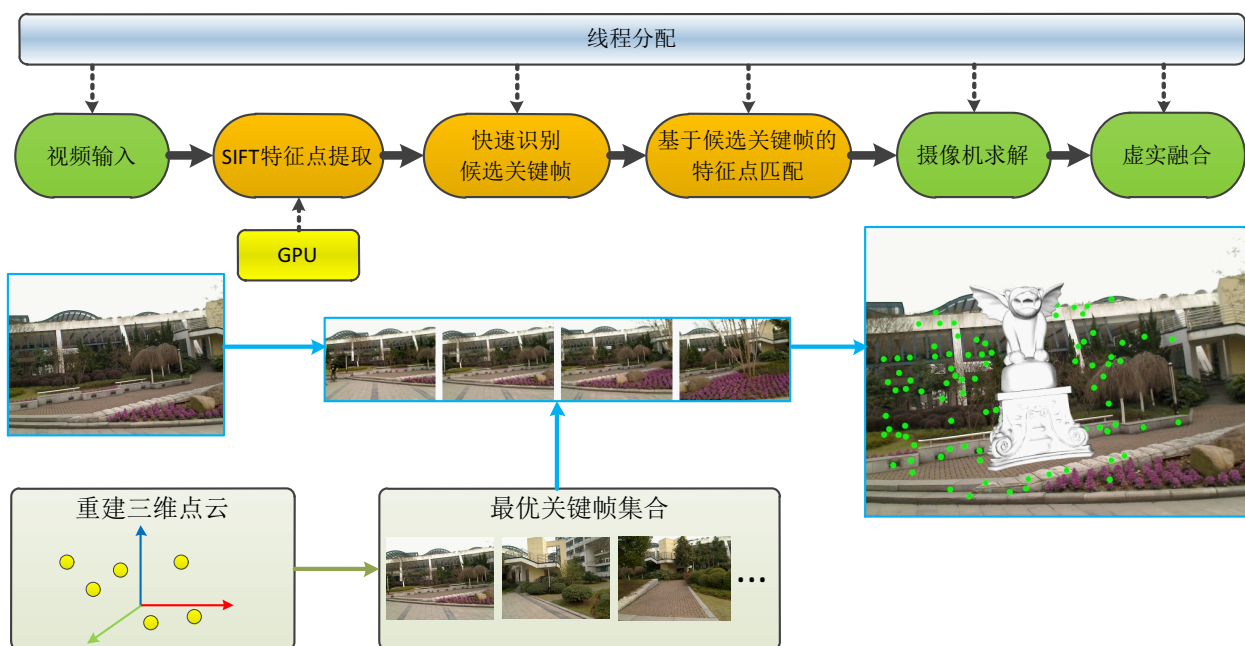 线程分配
视频输入
SIFT特征点提取
快速识别
候选关键帧
基于候选关键帧的
特征点匹配
摄像机求解
虚实融合
GPU
重建三维点云
最优关键帧集合
...